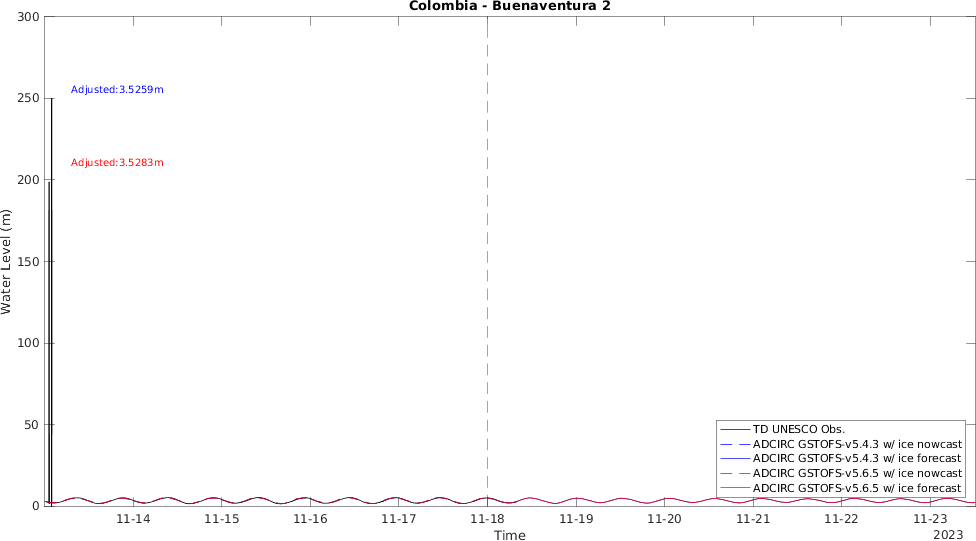 Colombia - Buenaventura 2
300
250
200
150
100
50
0
Water Level (m)
Adjusted:3.5259m
Adjusted:3.5283m
TD UNESCO Obs.
ADCIRC GSTOFS-v5.4.3 w/ ice nowcast
ADCIRC GSTOFS-v5.4.3 w/ ice forecast
ADCIRC GSTOFS-v5.6.5 w/ ice nowcast
ADCIRC GSTOFS-v5.6.5 w/ ice forecast
11-14 11-15 11-16 11-17 11-18 11-19 11-20 11-21 11-22 11-23
Time
2023